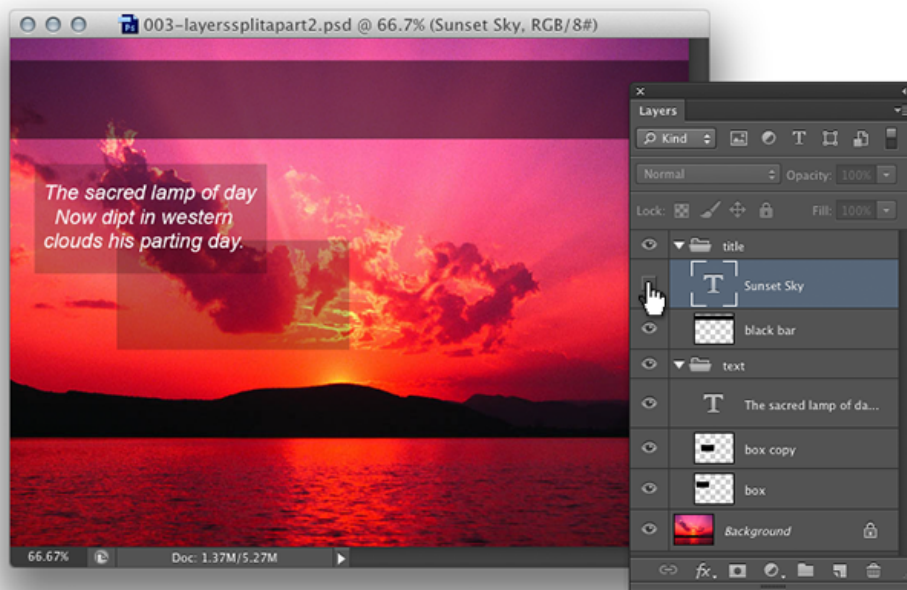 003-layerssplitapart2.psd @ 66.7% (Sunset Sky, RGB/8#)
The sacred lamp of day
Now dipt in western
clouds his parting day.
66.67%
Doc: 1.37M/5.27M
Layers
Kind
Normal
Opacity: 100%
Lock:
Fill: 100%
title
Sunset Sky
black bar
text
The sacred lamp of da...
box copy
box
Background